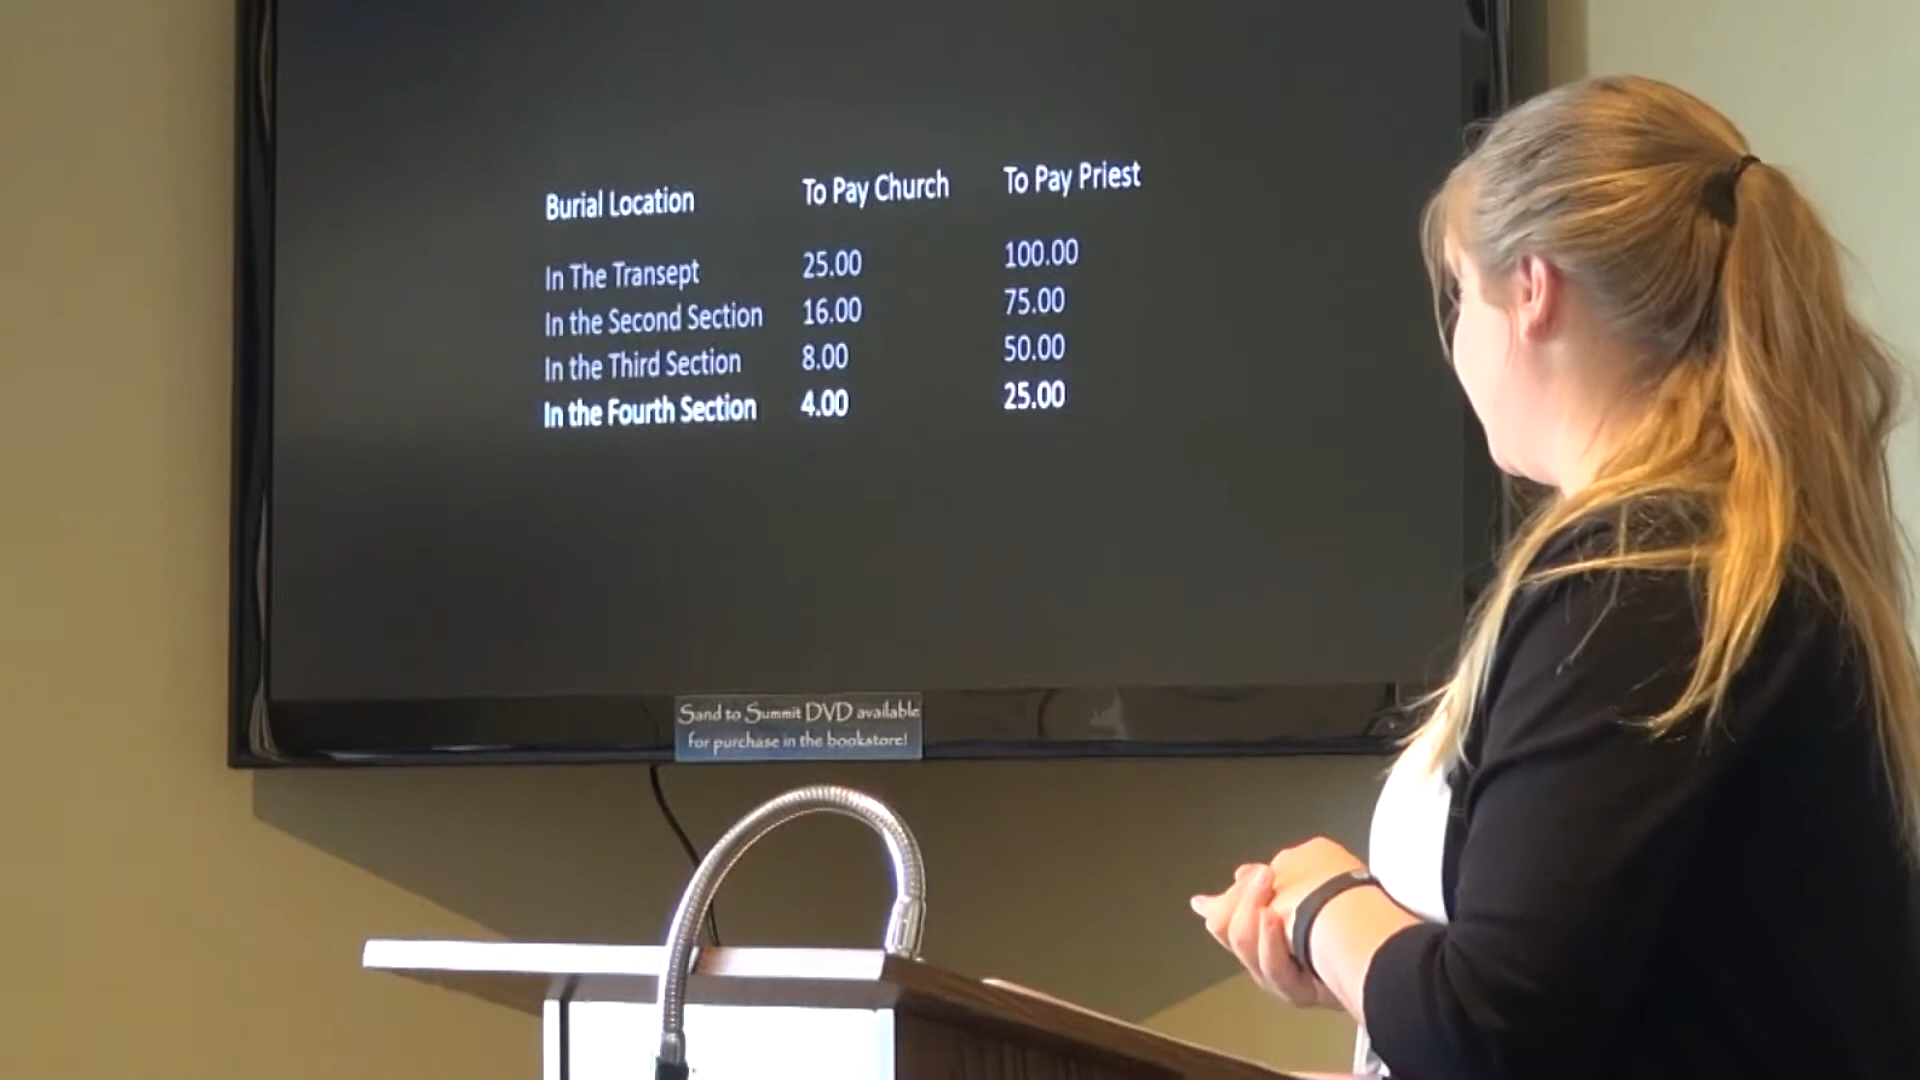 Burial Location To Pay Church To Pay Priest
In The Transept 25.00 100.00
In the Second Section 16.00 75.00
In the Third Section 8.00 50.00
In the Fourth Section 4.00 25.00
Sand to Summit DVD available
for purchase in the bookstore!